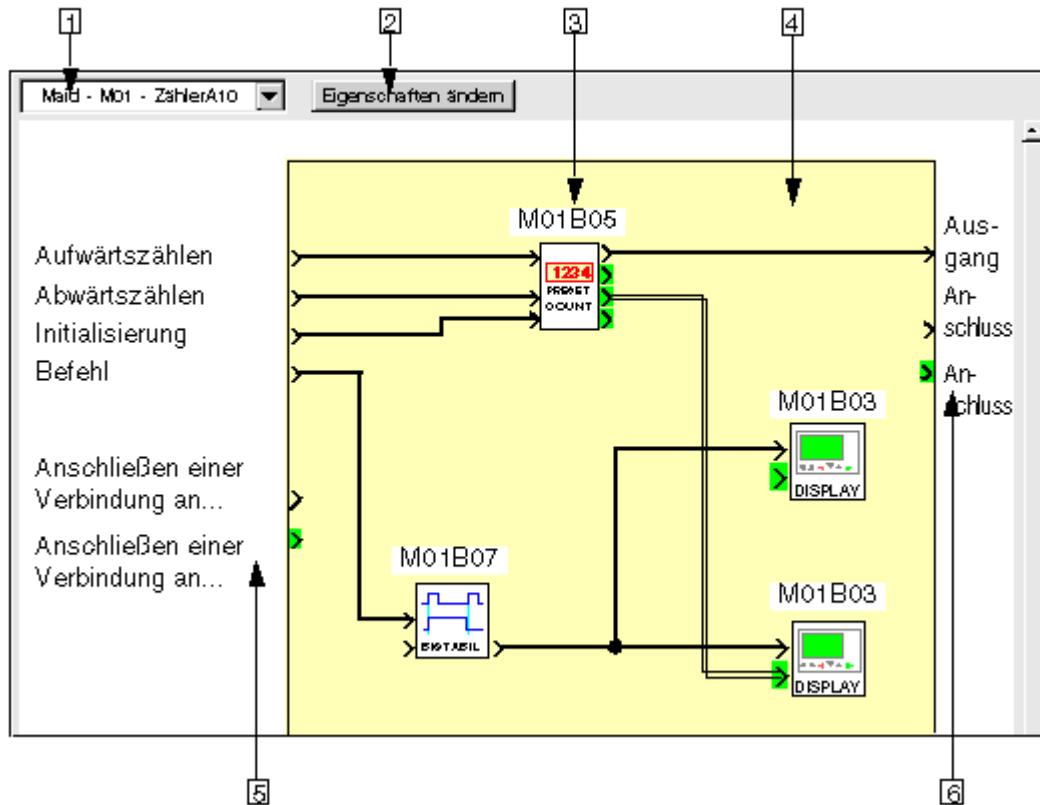 1 2 3 4
Maid - M01 - ZählerA10
Eigenschaften ändern
M01B05
1234
PRESET
COUNT
Aufwärtszählen
Abwärtszählen
Initialisierung
Befehl
Anschließen einer
Verbindung an...
Anschließen einer
Verbindung an...
Aus-
gang
An-
schluss
An-
schluss
M01B03
DISPLAY
M01B07
BISTABIL
M01B03
DISPLAY
5 6